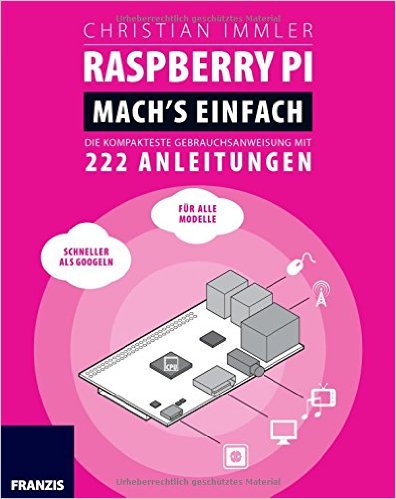 Urheberrechtlich geschütztes Material
CHRISTIAN IMMLER
RASPBERRY PI
MACH'S EINFACH
DIE KOMPAKTESTE GEBRAUCHSANWEISUNG MIT
222 ANLEITUNGEN
FÜR ALLE
MODELLE
SCHNELLER
ALS GOOGELN
CPU
FRANZIS
Urheberrechtlich geschütztes Material